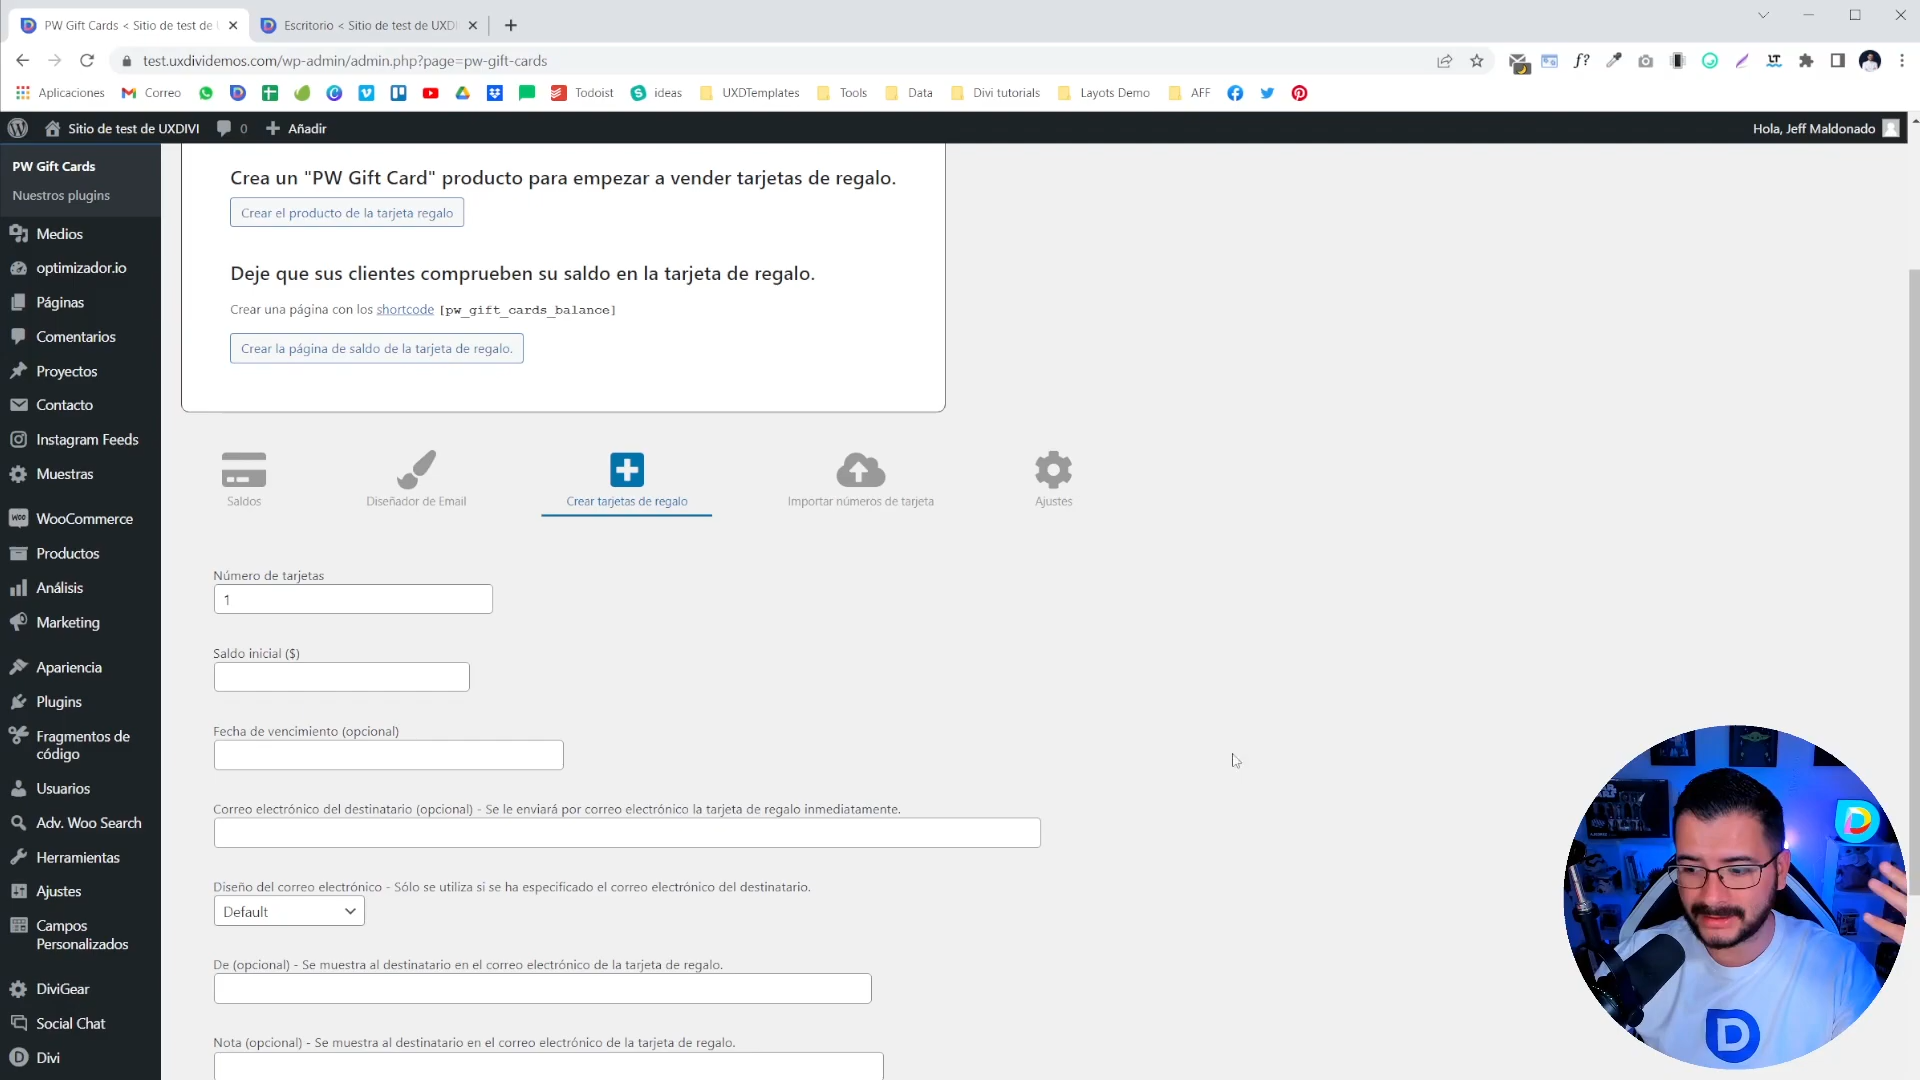 PW Gift Cards < Sitio de test de
Escritorio < Sitio de test de UXDI
test.uxdividemos.com/wp-admin/admin.php?page=pw-gift-cards
Aplicaciones
Correo
Todoist
ideas
UXDTemplates
Tools
Data
Divi tutorials
Layots Demo
AFF
Sitio de test de UXDIVI
0
Añadir
Hola, Jeff Maldonado
PW Gift Cards
Nuestros plugins
Medios
optimizador.io
Páginas
Comentarios
Proyectos
Contacto
Instagram Feeds
Muestras
WooCommerce
Productos
Análisis
Marketing
Apariencia
Plugins
Fragmentos de
código
Usuarios
Adv. Woo Search
Herramientas
Ajustes
Campos
Personalizados
DiviGear
Social Chat
Divi
Crea un "PW Gift Card" producto para empezar a vender tarjetas de regalo.
Crear el producto de la tarjeta regalo
Deje que sus clientes comprueben su saldo en la tarjeta de regalo.
Crear una página con los shortcode [pw_gift_cards_balance]
Crear la página de saldo de la tarjeta de regalo.
Saldos
Diseñador de Email
Crear tarjetas de regalo
Importar números de tarjeta
Ajustes
Número de tarjetas
1
Saldo inicial ($)
Fecha de vencimiento (opcional)
Correo electrónico del destinatario (opcional) - Se le enviará por correo electrónico la tarjeta de regalo inmediatamente.
Diseño del correo electrónico - Sólo se utiliza si se ha especificado el correo electrónico del destinatario.
Default
De (opcional) - Se muestra al destinatario en el correo electrónico de la tarjeta de regalo.
Nota (opcional) - Se muestra al destinatario en el correo electrónico de la tarjeta de regalo.